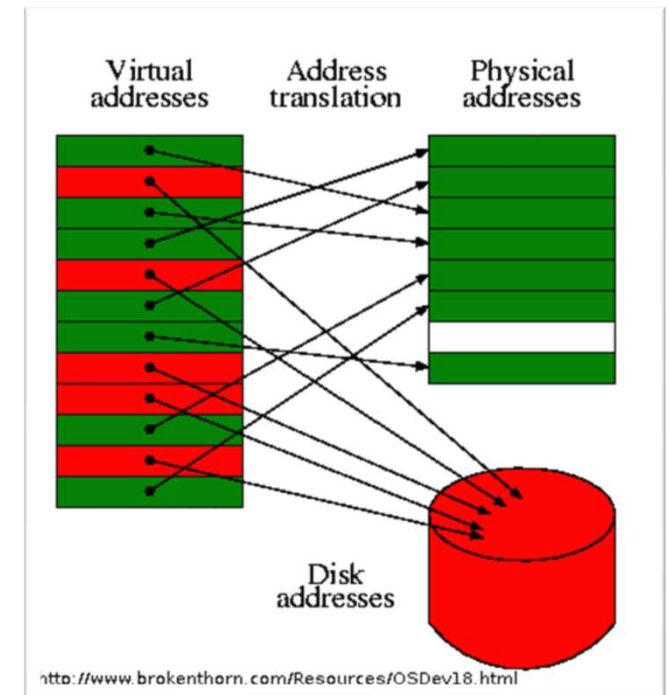 Virtual
addresses
Address
translation
Physical
addresses
Disk
addresses
http://www.brokenthorn.com/Resources/OSDev18.html